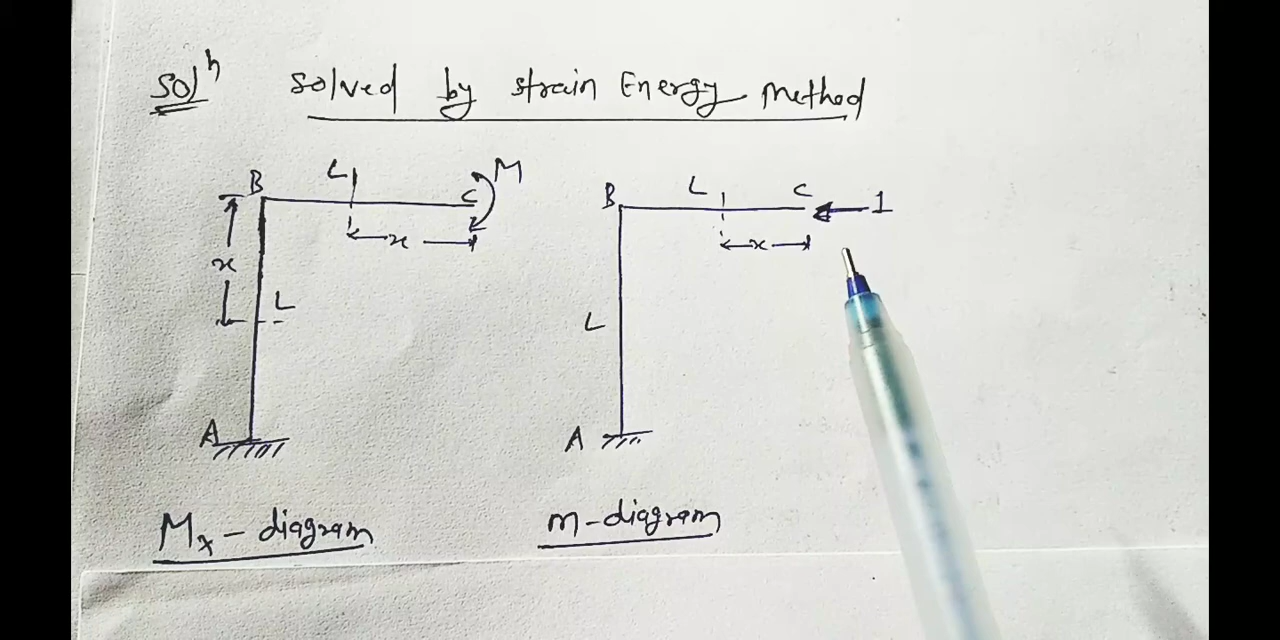 Solⁿ Solved by Strain Energy Method
B L C M
x
x L
A
B L C 1
x
L
A
Mx - diagram
m - diagram